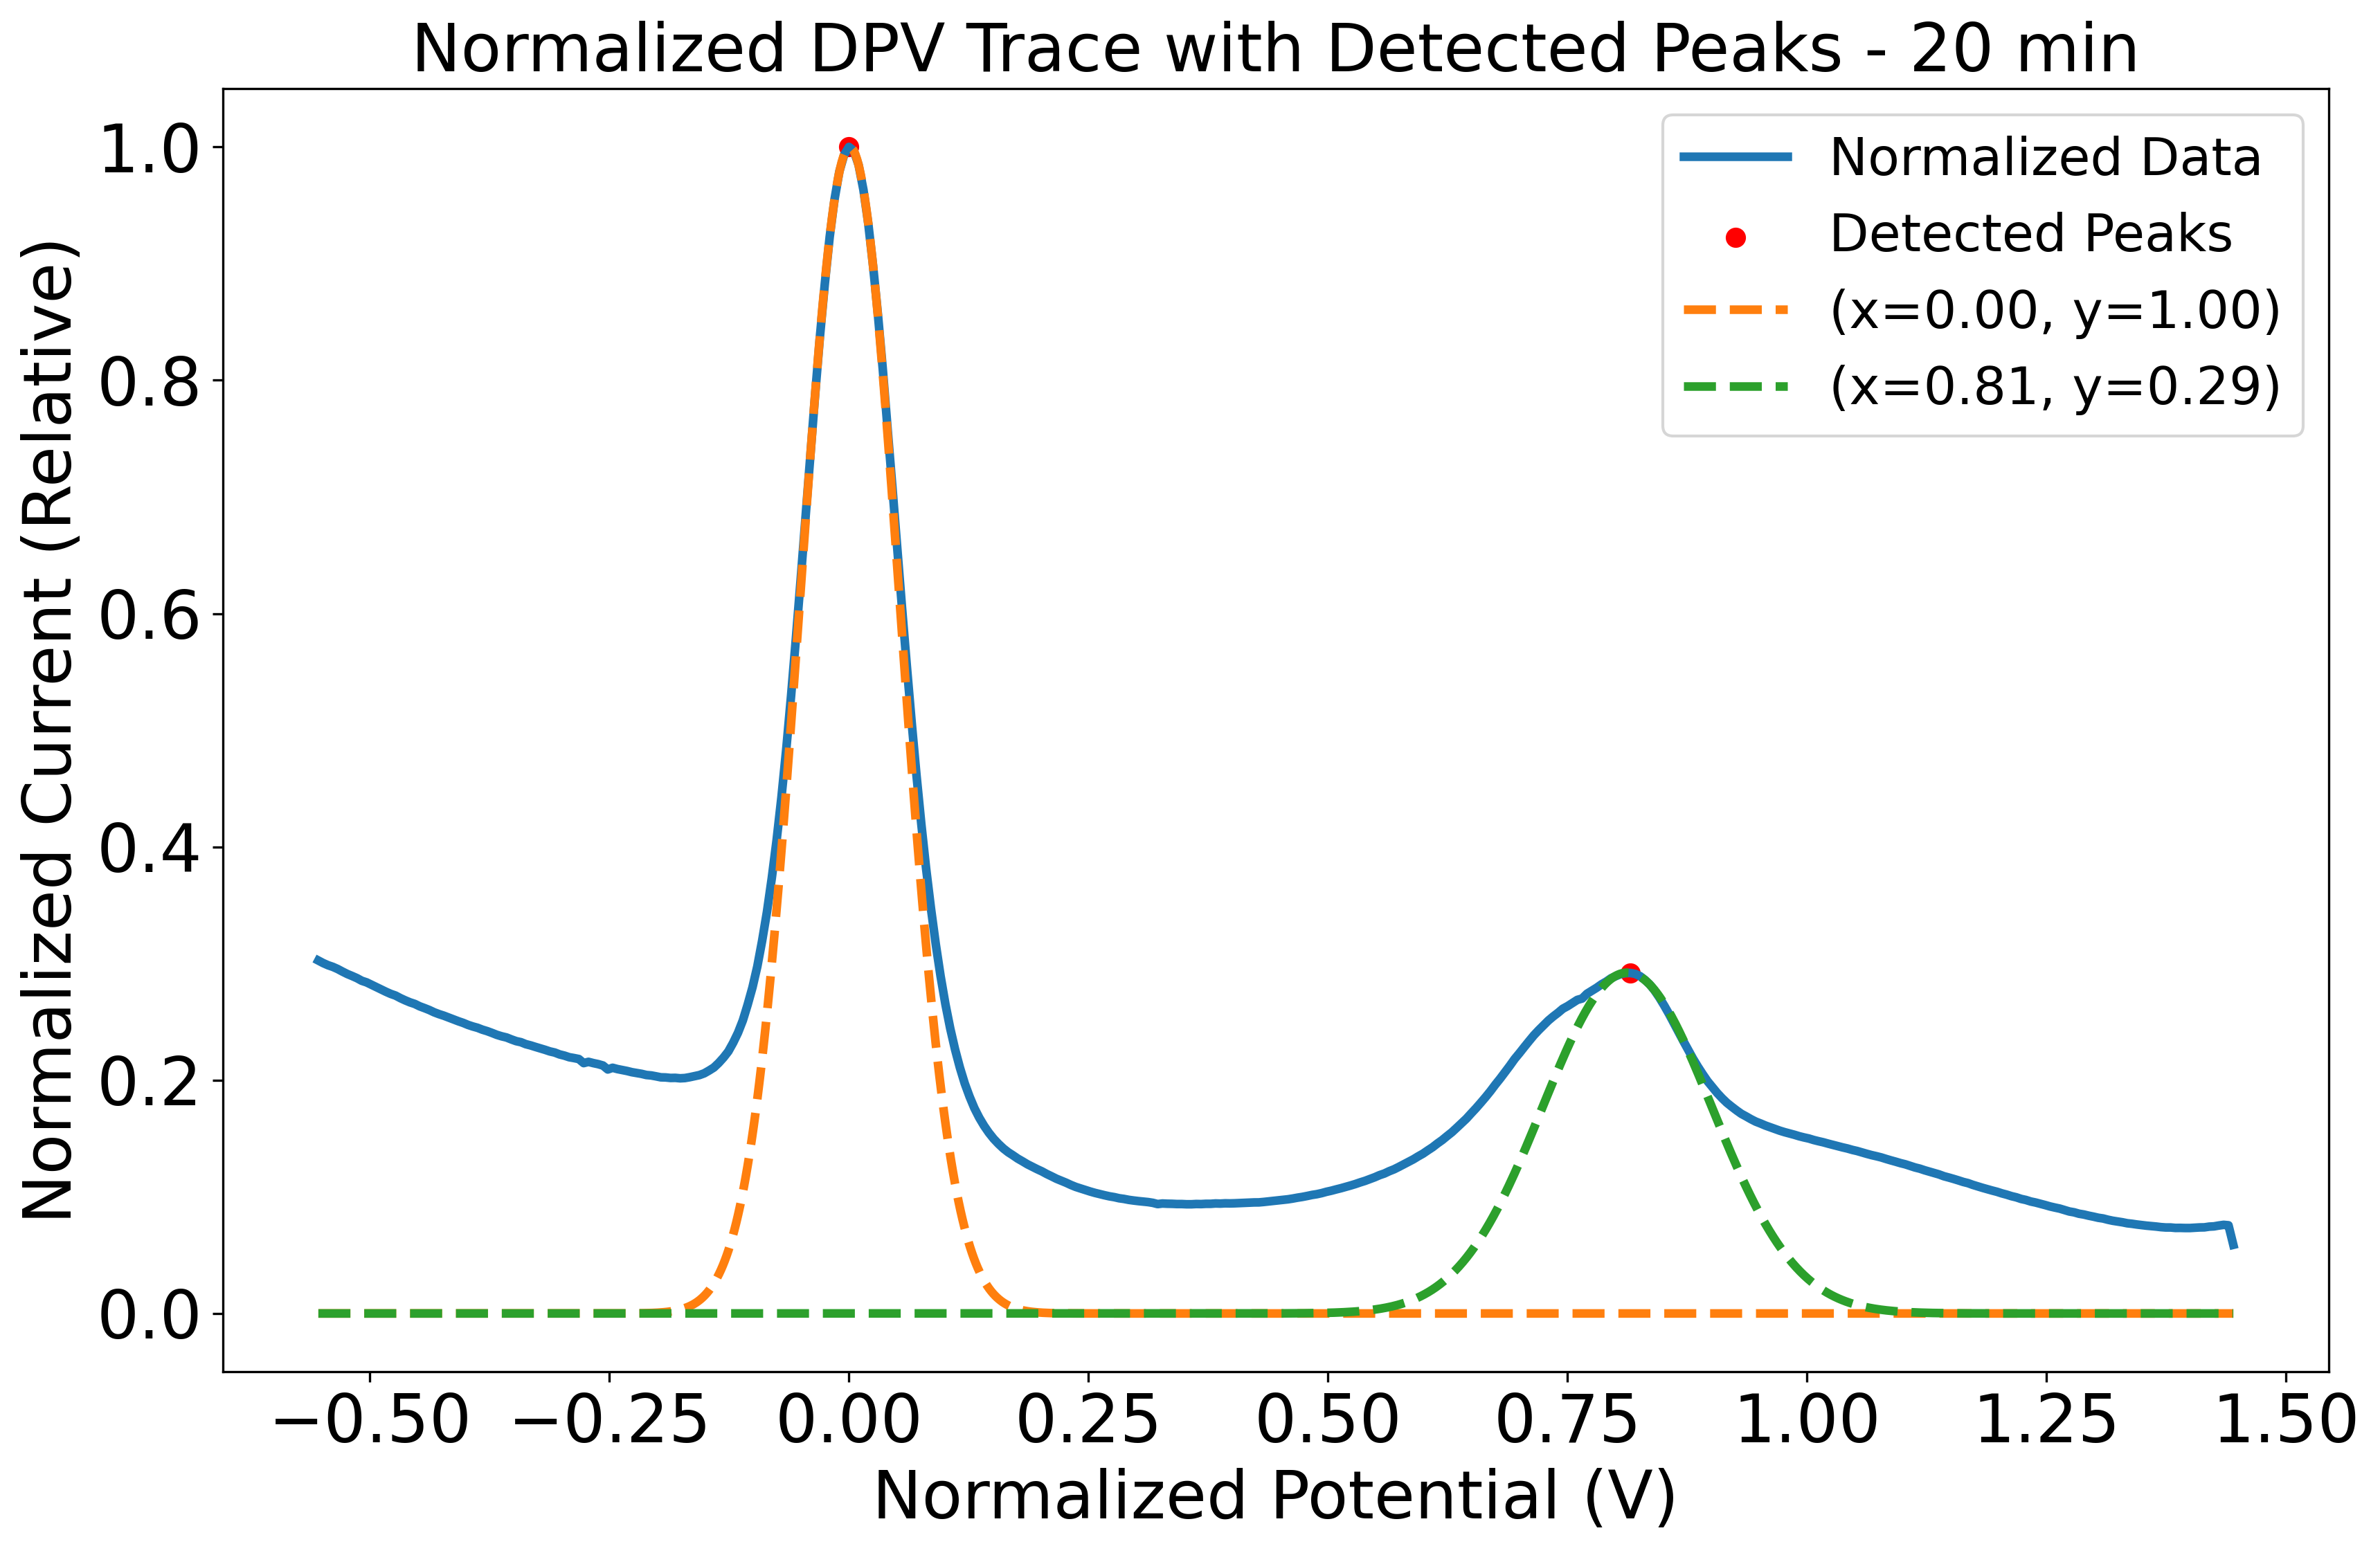 Normalized DPV Trace with Detected Peaks - 20 min
Normalized Current (Relative)
1.0
0.8
0.6
0.4
0.2
0.0
Normalized Data
Detected Peaks
(x=0.00, y=1.00)
(x=0.81, y=0.29)
−0.50 −0.25 0.00 0.25 0.50 0.75 1.00 1.25 1.50
Normalized Potential (V)